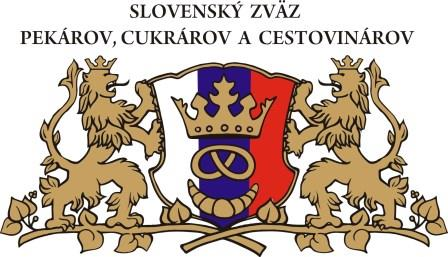 SLOVENSKÝ ZVÄZ
PEKÁROV, CUKRÁROV A CESTOVINÁROV